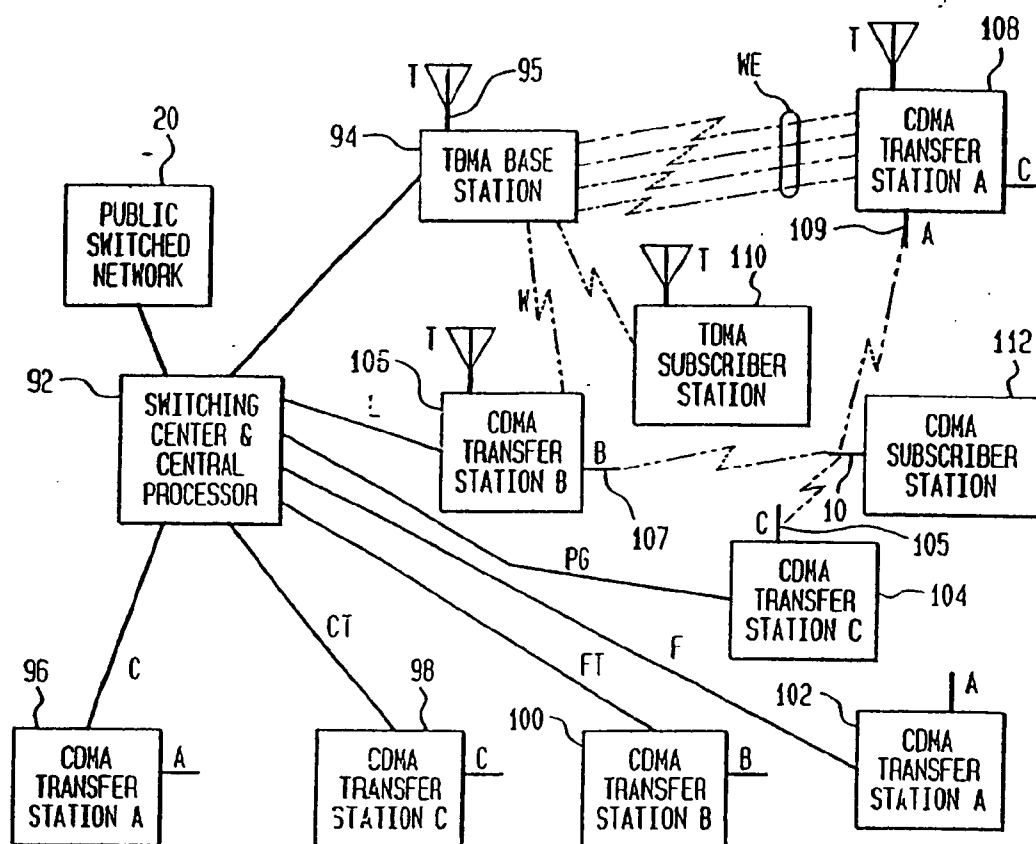 108
T
95
T
WE
20
94
TDMA BASE
STATION
CDMA
TRANSFER
STATION A
C
PUBLIC
SWITCHED
NETWORK
109
A
T
110
W
T
106
TDMA
SUBSCRIBER
STATION
112
92
SWITCHING
CENTER &
CENTRAL
PROCESSOR
L
CDMA
TRANSFER
STATION B
B
107
CDMA
SUBSCRIBER
STATION
10
C
105
PG
CDMA
TRANSFER
STATION C
104
CT
F
FT
C
96
98
100
102
A
CDMA
TRANSFER
STATION A
A
CDMA
TRANSFER
STATION C
C
CDMA
TRANSFER
STATION B
B
CDMA
TRANSFER
STATION A